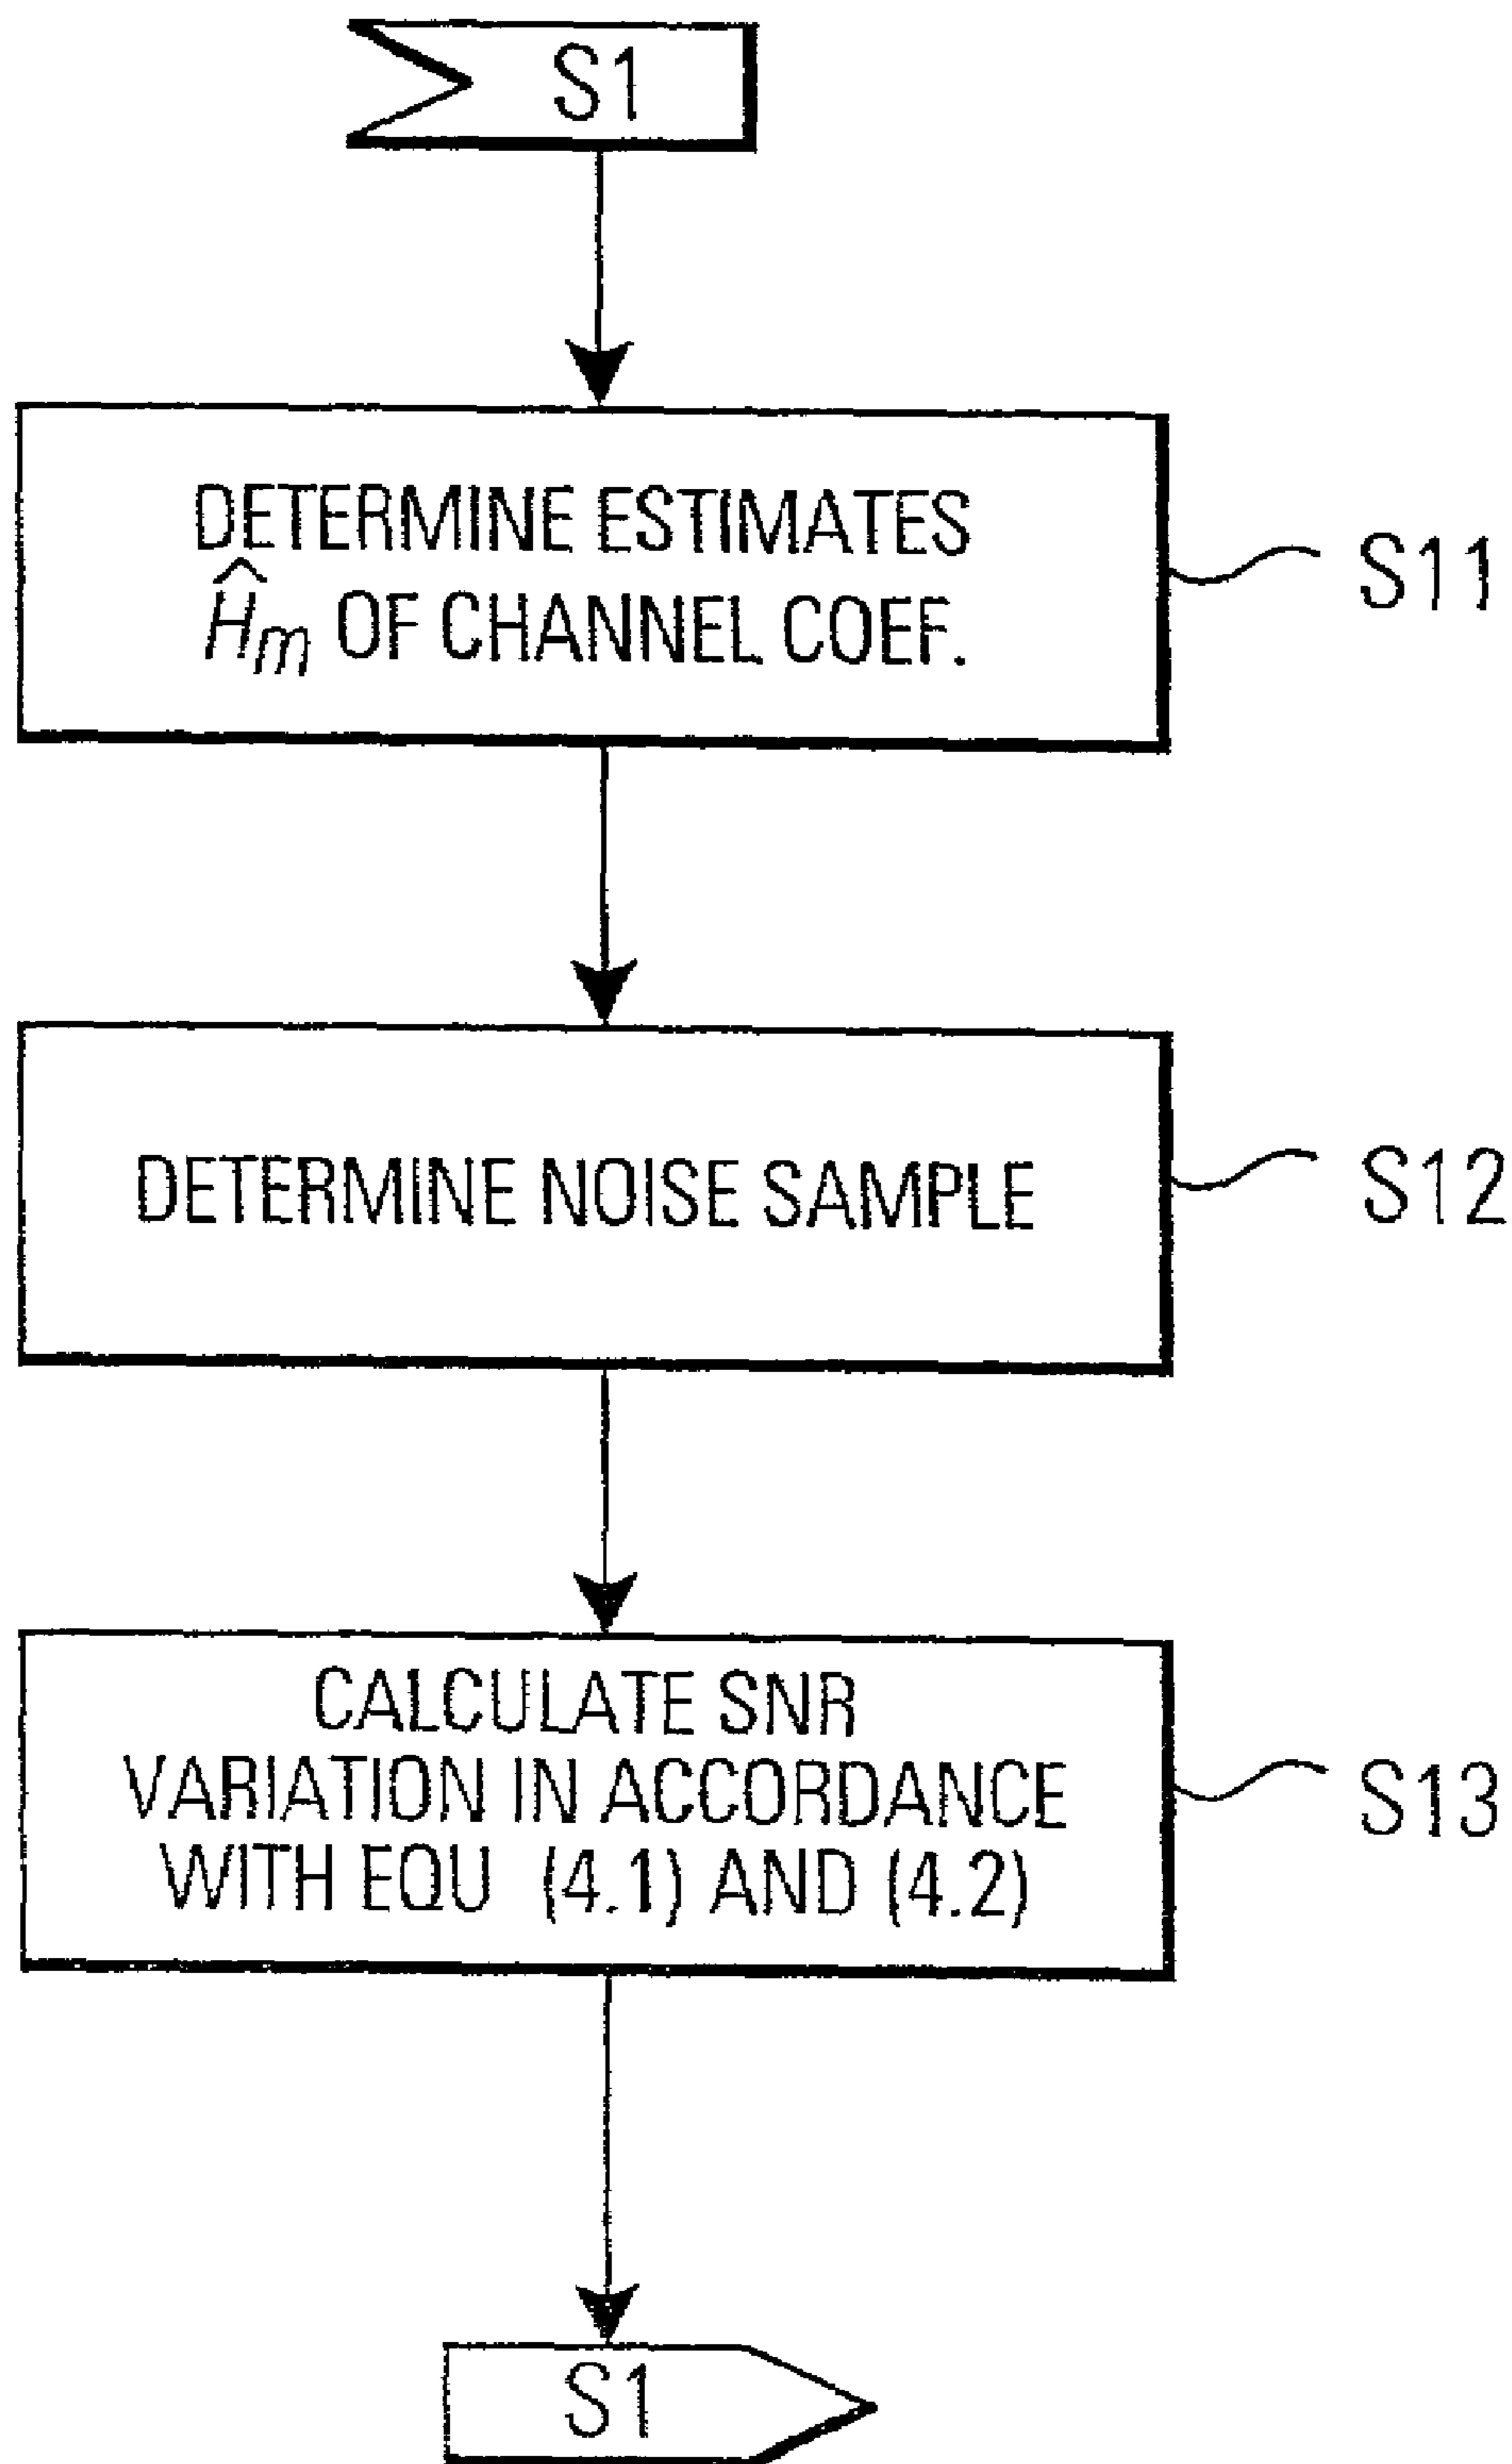 S1
DETERMINE ESTIMATES
Ĥm OF CHANNEL COEF.
S11
DETERMINE NOISE SAMPLE
S12
CALCULATE SNR
VARIATION IN ACCORDANCE
WITH EQU (4.1) AND (4.2)
S13
S1